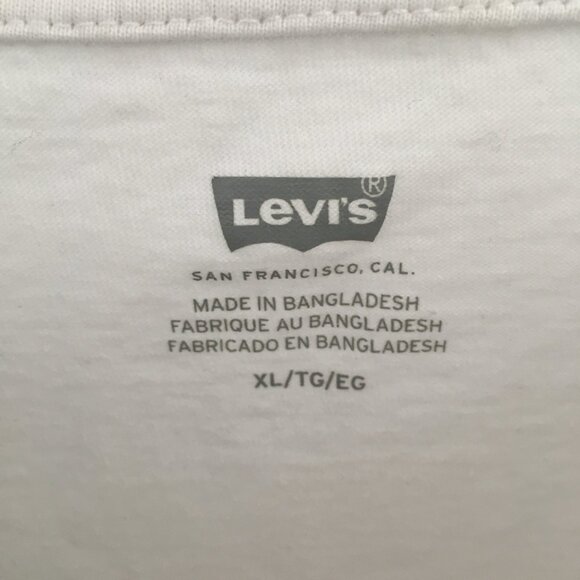 Levi's®
SAN FRANCISCO, CAL.
MADE IN BANGLADESH
FABRIQUE AU BANGLADESH
FABRICADO EN BANGLADESH
XL/TG/EG